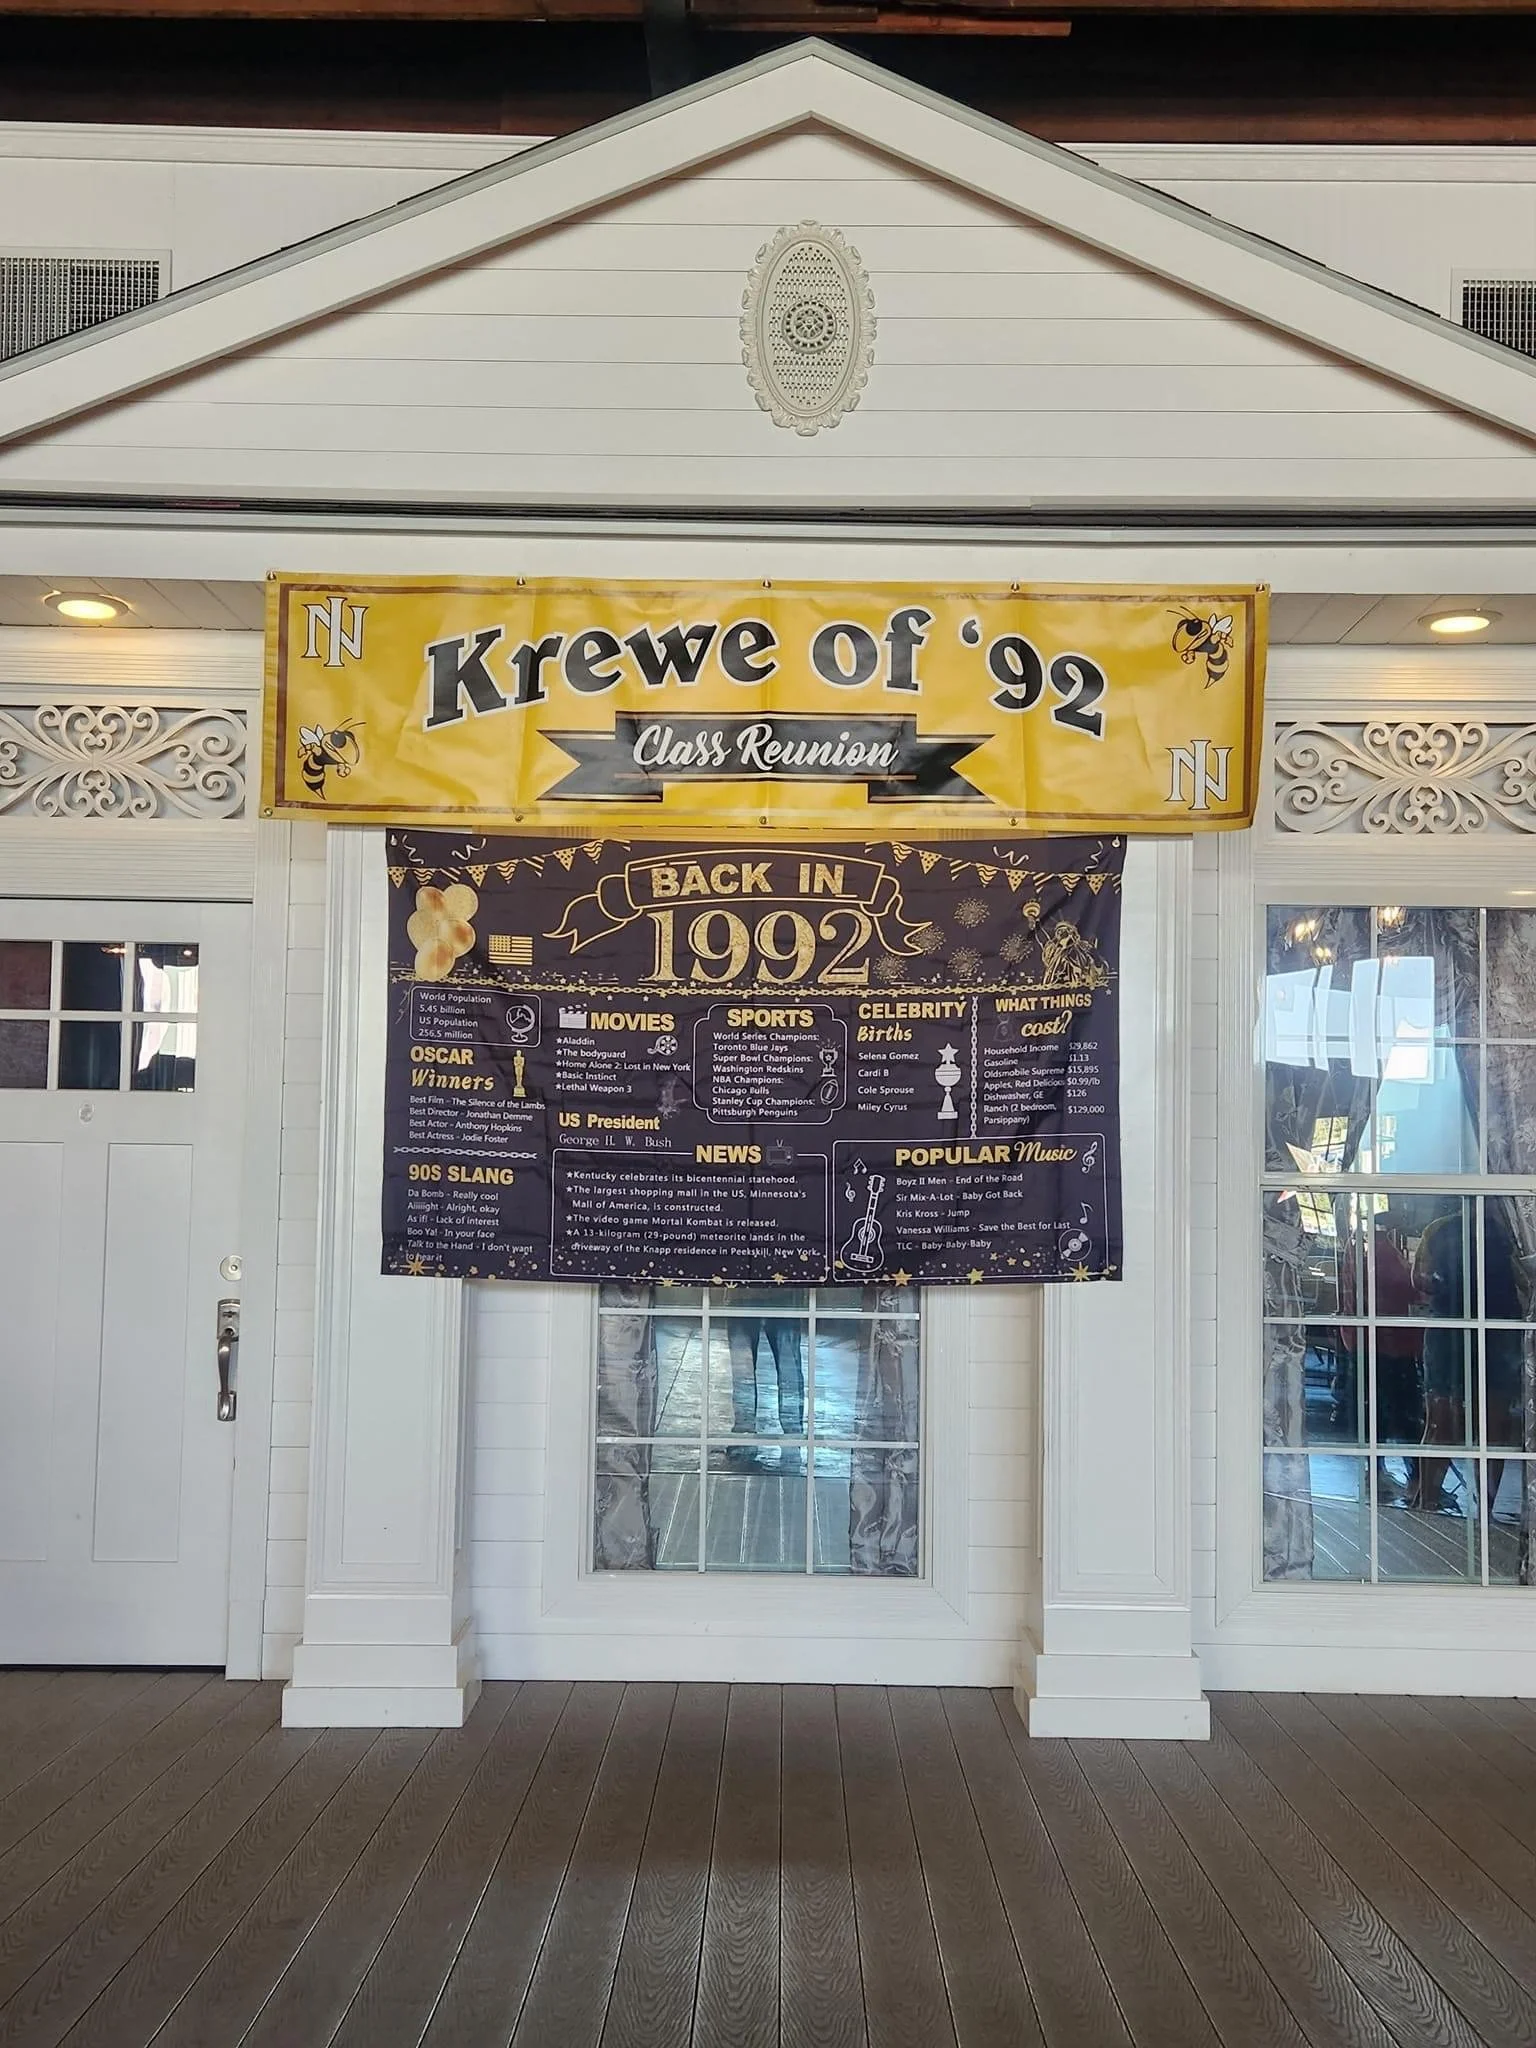 NI
Krewe of '92
Class Reunion
NI
BACK IN
1992
World Population
5.45 billion
US Population
256.5 million
OSCAR
Winners
Best Film - The Silence of the Lambs
Best Director - Jonathan Demme
Best Actor - Anthony Hopkins
Best Actress - Jodie Foster
90S SLANG
Da Bomb - Really cool
Aiiiiight - Alright, okay
As if! - Lack of interest
Boo Ya! - In your face
Talk to the Hand - I don't want
to hear it
MOVIES
★Aladdin
★The bodyguard
★Home Alone 2: Lost in New York
★Basic Instinct
★Lethal Weapon 3
US President
George H. W. Bush
SPORTS
World Series Champions:
Toronto Blue Jays
Super Bowl Champions:
Washington Redskins
NBA Champions:
Chicago Bulls
Stanley Cup Champions:
Pittsburgh Penguins
CELEBRITY
Births
Selena Gomez
Cardi B
Cole Sprouse
Miley Cyrus
WHAT THINGS
cost?
Household Income $29,862
Gasoline $1.13
Oldsmobile Supreme $15,895
Apples, Red Delicious $0.99/lb
Dishwasher, GE $126
Ranch (2 bedroom, $129,000
Parsippany)
NEWS
★Kentucky celebrates its bicentennial statehood.
★The largest shopping mall in the US, Minnesota's
Mall of America, is constructed.
★The video game Mortal Kombat is released.
★A 13-kilogram (29-pound) meteorite lands in the
driveway of the Knapp residence in Peekskill, New York.
POPULAR Music
Boyz II Men - End of the Road
Sir Mix-A-Lot - Baby Got Back
Kris Kross - Jump
Vanessa Williams - Save the Best for Last
TLC - Baby-Baby-Baby